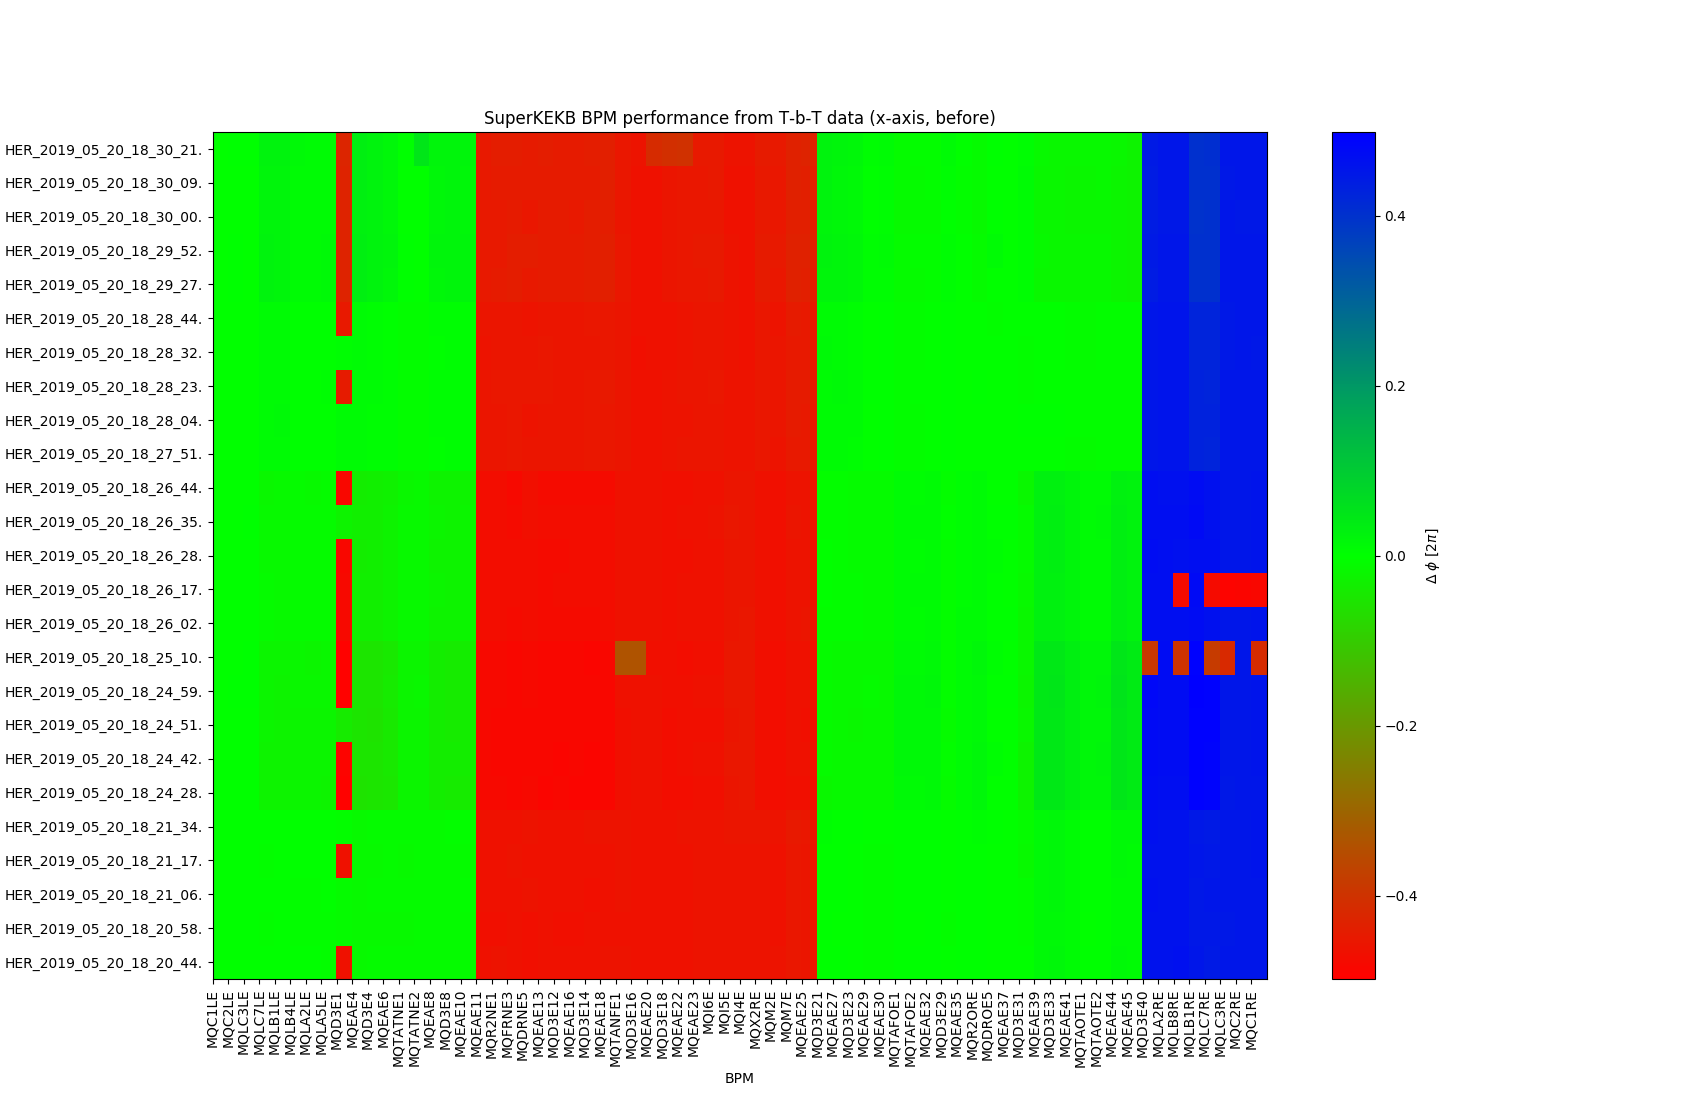 SuperKEKB BPM performance from T-b-T data (x-axis, before)
HER_2019_05_20_18_30_21.
HER_2019_05_20_18_30_09.
HER_2019_05_20_18_30_00.
HER_2019_05_20_18_29_52.
HER_2019_05_20_18_29_27.
HER_2019_05_20_18_28_44.
HER_2019_05_20_18_28_32.
HER_2019_05_20_18_28_23.
HER_2019_05_20_18_28_04.
HER_2019_05_20_18_27_51.
HER_2019_05_20_18_26_44.
HER_2019_05_20_18_26_35.
HER_2019_05_20_18_26_28.
HER_2019_05_20_18_26_17.
HER_2019_05_20_18_26_02.
HER_2019_05_20_18_25_10.
HER_2019_05_20_18_24_59.
HER_2019_05_20_18_24_51.
HER_2019_05_20_18_24_42.
HER_2019_05_20_18_24_28.
HER_2019_05_20_18_21_34.
HER_2019_05_20_18_21_17.
HER_2019_05_20_18_21_06.
HER_2019_05_20_18_20_58.
HER_2019_05_20_18_20_44.
MQC1LE
MQC2LE
MQLC3LE
MQLC7LE
MQLB1LE
MQLB4LE
MQLA2LE
MQLA5LE
MQD3E1
MQEAE4
MQD3E4
MQEAE6
MQTATNE1
MQTATNE2
MQEAE8
MQD3E8
MQEAE10
MQEAE11
MQR2NE1
MQFRNE3
MQDRNE5
MQEAE13
MQD3E12
MQEAE16
MQD3E14
MQEAE18
MQTANFE1
MQD3E16
MQEAE20
MQD3E18
MQEAE22
MQEAE23
MQI6E
MQI5E
MQI4E
MQX2RE
MQM2E
MQM7E
MQEAE25
MQD3E21
MQEAE27
MQD3E23
MQEAE29
MQEAE30
MQTAFOE1
MQTAFOE2
MQEAE32
MQD3E29
MQEAE35
MQR2ORE
MQDROE5
MQEAE37
MQD3E31
MQEAE39
MQD3E33
MQEAE41
MQTAOTE1
MQTAOTE2
MQEAE44
MQEAE45
MQD3E40
MQLA2RE
MQLB8RE
MQLB1RE
MQLC7RE
MQLC3RE
MQC2RE
MQC1RE
BPM
0.4
0.2
0.0
−0.2
−0.4
Δ ϕ [2π]